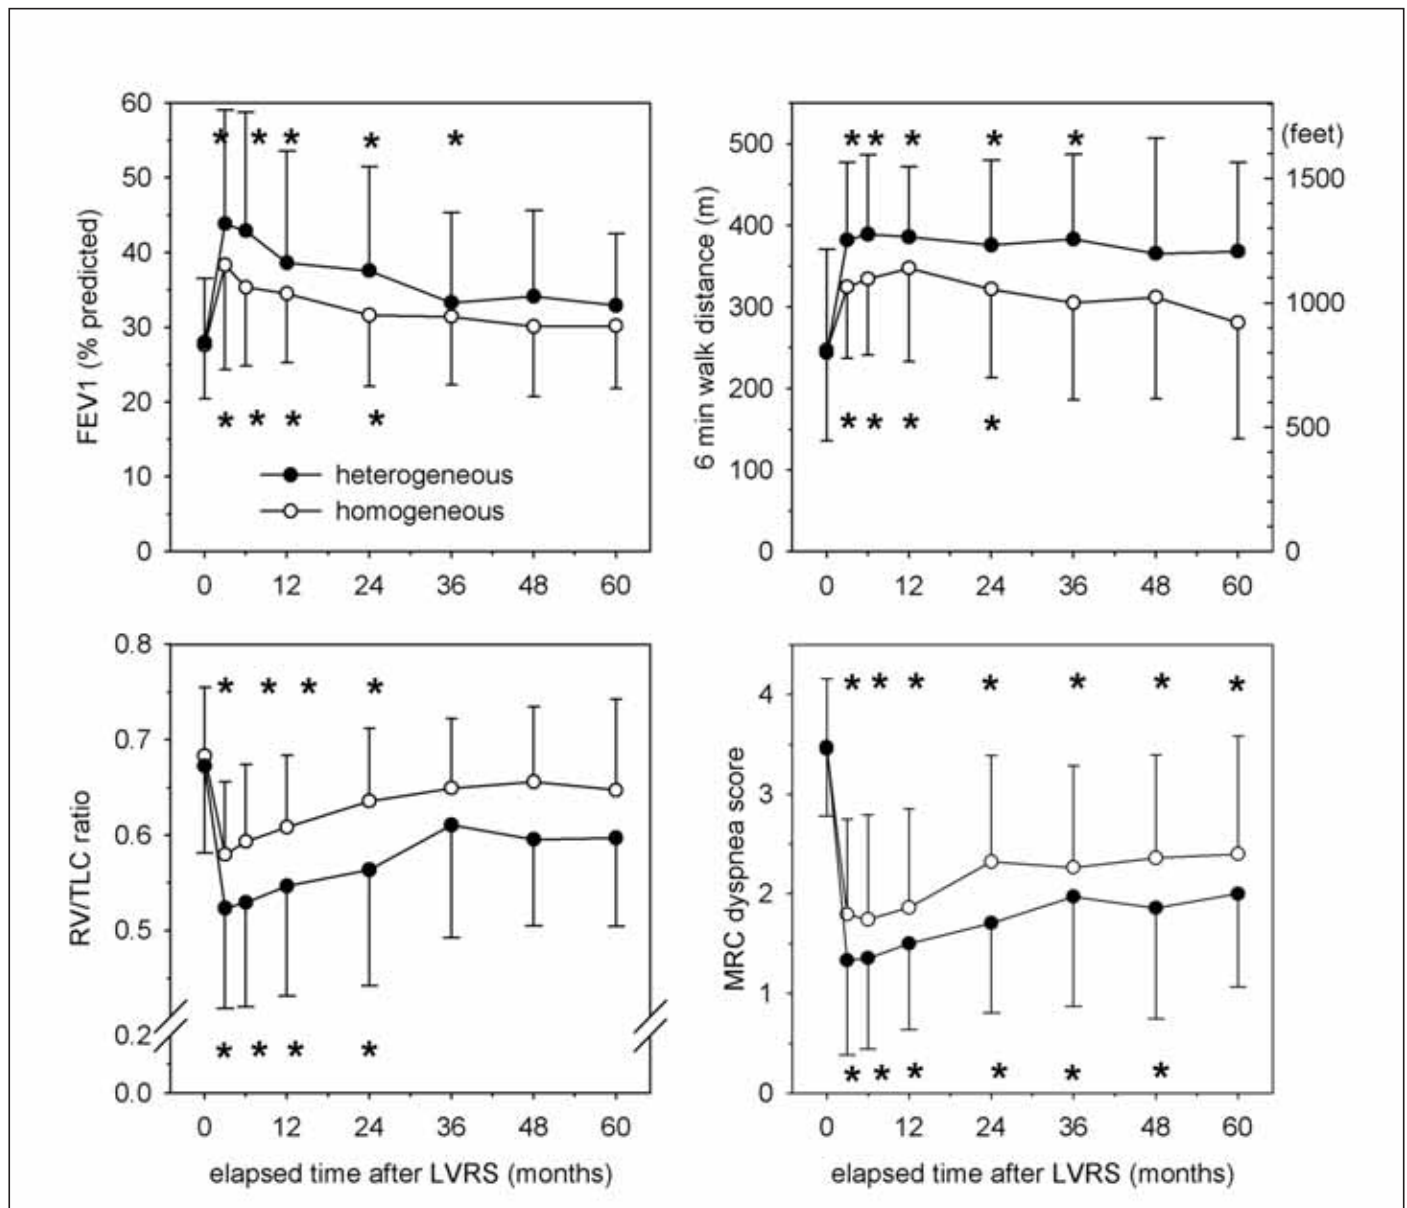 60
50
40
30
20
10
0
FEV1 (% predicted)
* * * * *
* * * *
heterogeneous
homogeneous
0 12 24 36 48 60
500
400
300
200
100
0
6 min walk distance (m)
(feet)
1500
1000
500
0
* * * * *
* * * *
0 12 24 36 48 60
0.8
0.7
0.6
0.5
0.2
0.0
RV/TLC ratio
* * * *
* * * *
0 12 24 36 48 60
elapsed time after LVRS (months)
4
3
2
1
0
MRC dyspnea score
* * * * * * *
* * * * * *
0 12 24 36 48 60
elapsed time after LVRS (months)